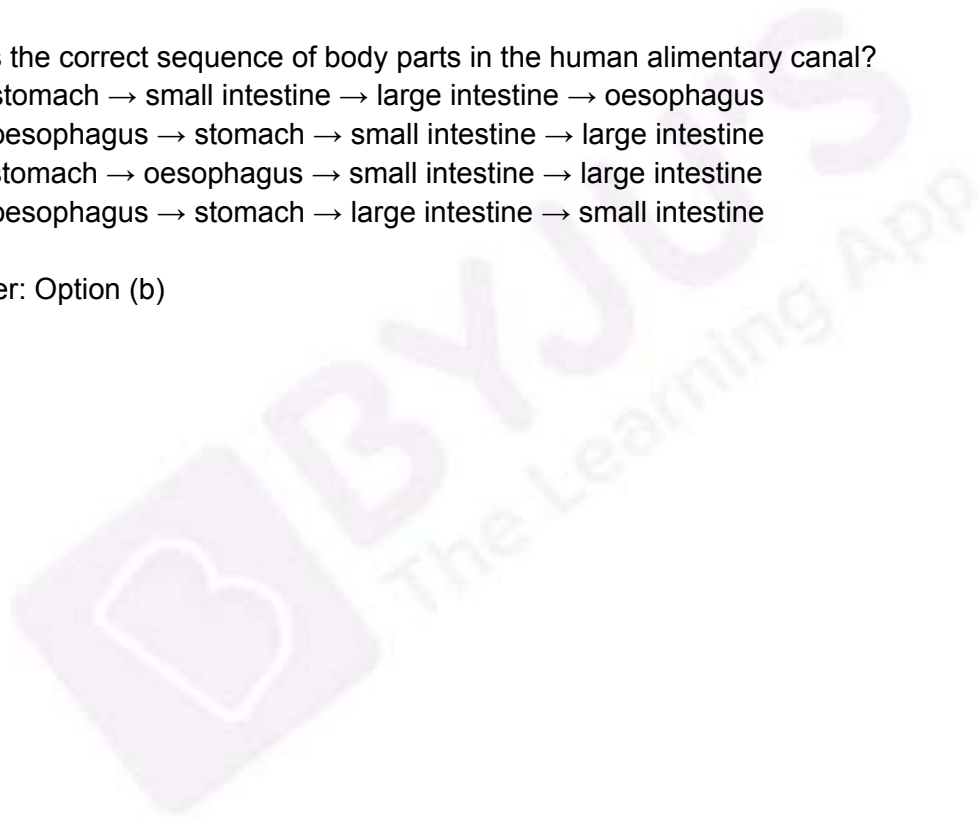 the correct sequence of body parts in the human alimentary canal?
stomach → small intestine → large intestine → oesophagus
oesophagus → stomach → small intestine → large intestine
stomach → oesophagus → small intestine → large intestine
oesophagus → stomach → large intestine → small intestine
er: Option (b)
BYJU'S
The Learning App